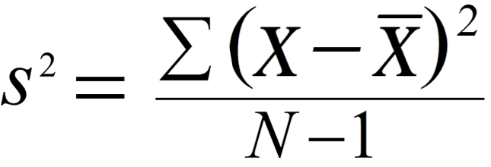 s² = Σ (X − X̿)² / N − 1